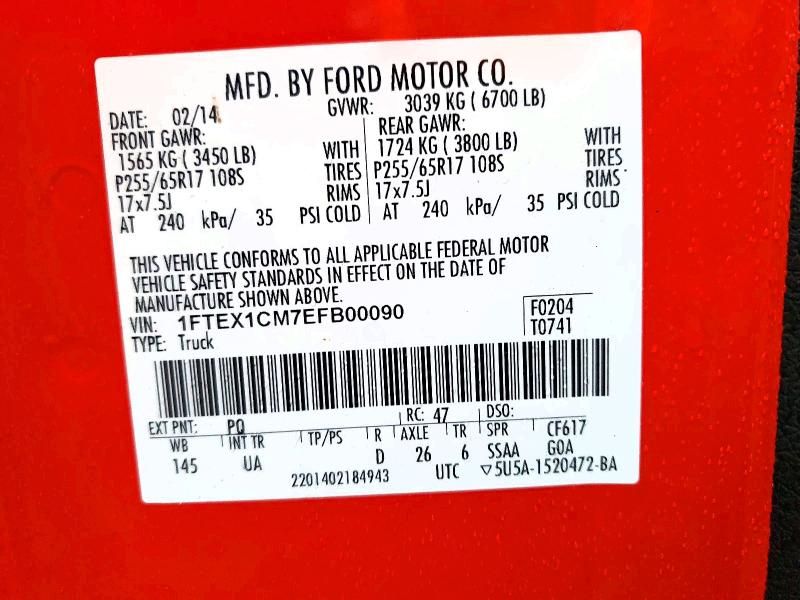 MFD. BY FORD MOTOR CO.
DATE: 02/14 GVWR: 3039 KG ( 6700 LB)
FRONT GAWR: REAR GAWR:
1565 KG ( 3450 LB) WITH 1724 KG ( 3800 LB) WITH
P255/65R17 108S TIRES P255/65R17 108S TIRES
17x7.5J RIMS 17x7.5J RIMS
AT 240 kPa/ 35 PSI COLD AT 240 kPa/ 35 PSI COLD
THIS VEHICLE CONFORMS TO ALL APPLICABLE FEDERAL MOTOR
VEHICLE SAFETY STANDARDS IN EFFECT ON THE DATE OF
MANUFACTURE SHOWN ABOVE.
VIN: 1FTEX1CM7EFB00090 F0204
TYPE: Truck T0741
EXT PNT: PQ RC: 47 DSO:
WB INT TR TP/PS R AXLE TR SPR CF617
145 UA D 26 6 SSAA GOA
2201402184943 UTC ▽5U5A-1520472-BA